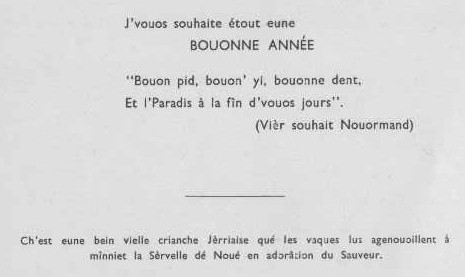 J'vouos souhaite étout eune
BOUONNE ANNÉE
"Bouon pid, bouon' yi, bouonne dent,
Et l'Paradis à la fîn d'vouos jours".
(Vièr souhait Nouormand)
Ch'est eune bein vielle crianche Jèrriaise qué les vaques lus agenouoillent à
mînniet la Sèrvelle dé Noué en adorâtion du Sauveur.